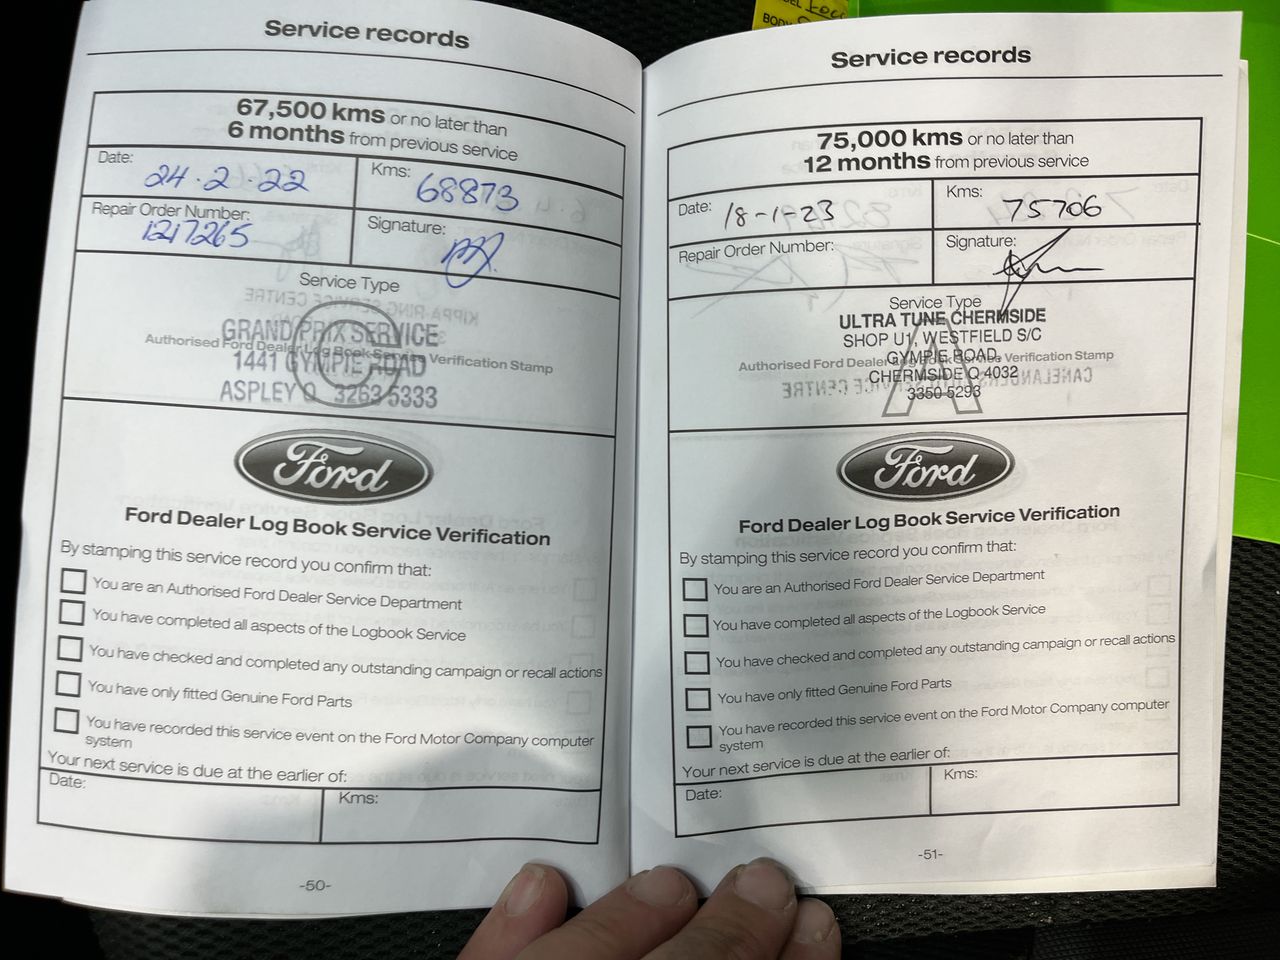 Service records
67,500 kms or no later than
6 months from previous service
Date:
24·2·22
Kms:
68873
Repair Order Number:
1217265
Signature:
Service Type
C
GRAND PRIX SERVICE
Authorised Ford Dealer Log Book Service Verification Stamp
1441 GYMPIE ROAD
ASPLEY Q 3263 5333
Ford
Ford Dealer Log Book Service Verification
By stamping this service record you confirm that:
You are an Authorised Ford Dealer Service Department
You have completed all aspects of the Logbook Service
You have checked and completed any outstanding campaign or recall actions
You have only fitted Genuine Ford Parts
You have recorded this service event on the Ford Motor Company computer
system
Your next service is due at the earlier of:
Date:
Kms:
-50-
Service records
75,000 kms or no later than
12 months from previous service
Date: 18-1-23
Kms:
75706
Repair Order Number:
Signature:
Service Type
A
ULTRA TUNE CHERMSIDE
SHOP U1, WESTFIELD S/C
GYMPIE ROAD
Authorised Ford Dealer Log Book Service Verification Stamp
CHERMSIDE Q 4032
3350 5293
Ford
Ford Dealer Log Book Service Verification
By stamping this service record you confirm that:
You are an Authorised Ford Dealer Service Department
You have completed all aspects of the Logbook Service
You have checked and completed any outstanding campaign or recall actions
You have only fitted Genuine Ford Parts
You have recorded this service event on the Ford Motor Company computer
system
Your next service is due at the earlier of:
Date:
Kms:
-51-